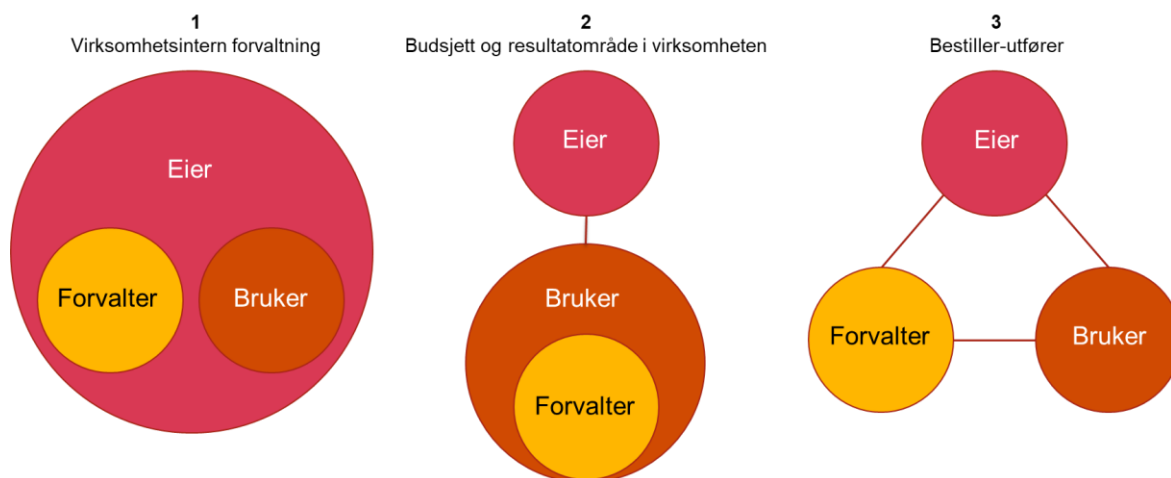 1
Virksomhetsintern forvaltning
Eier
Forvalter
Bruker
2
Budsjett og resultatområde i virksomheten
Eier
Bruker
Forvalter
3
Bestiller-utfører
Eier
Forvalter
Bruker